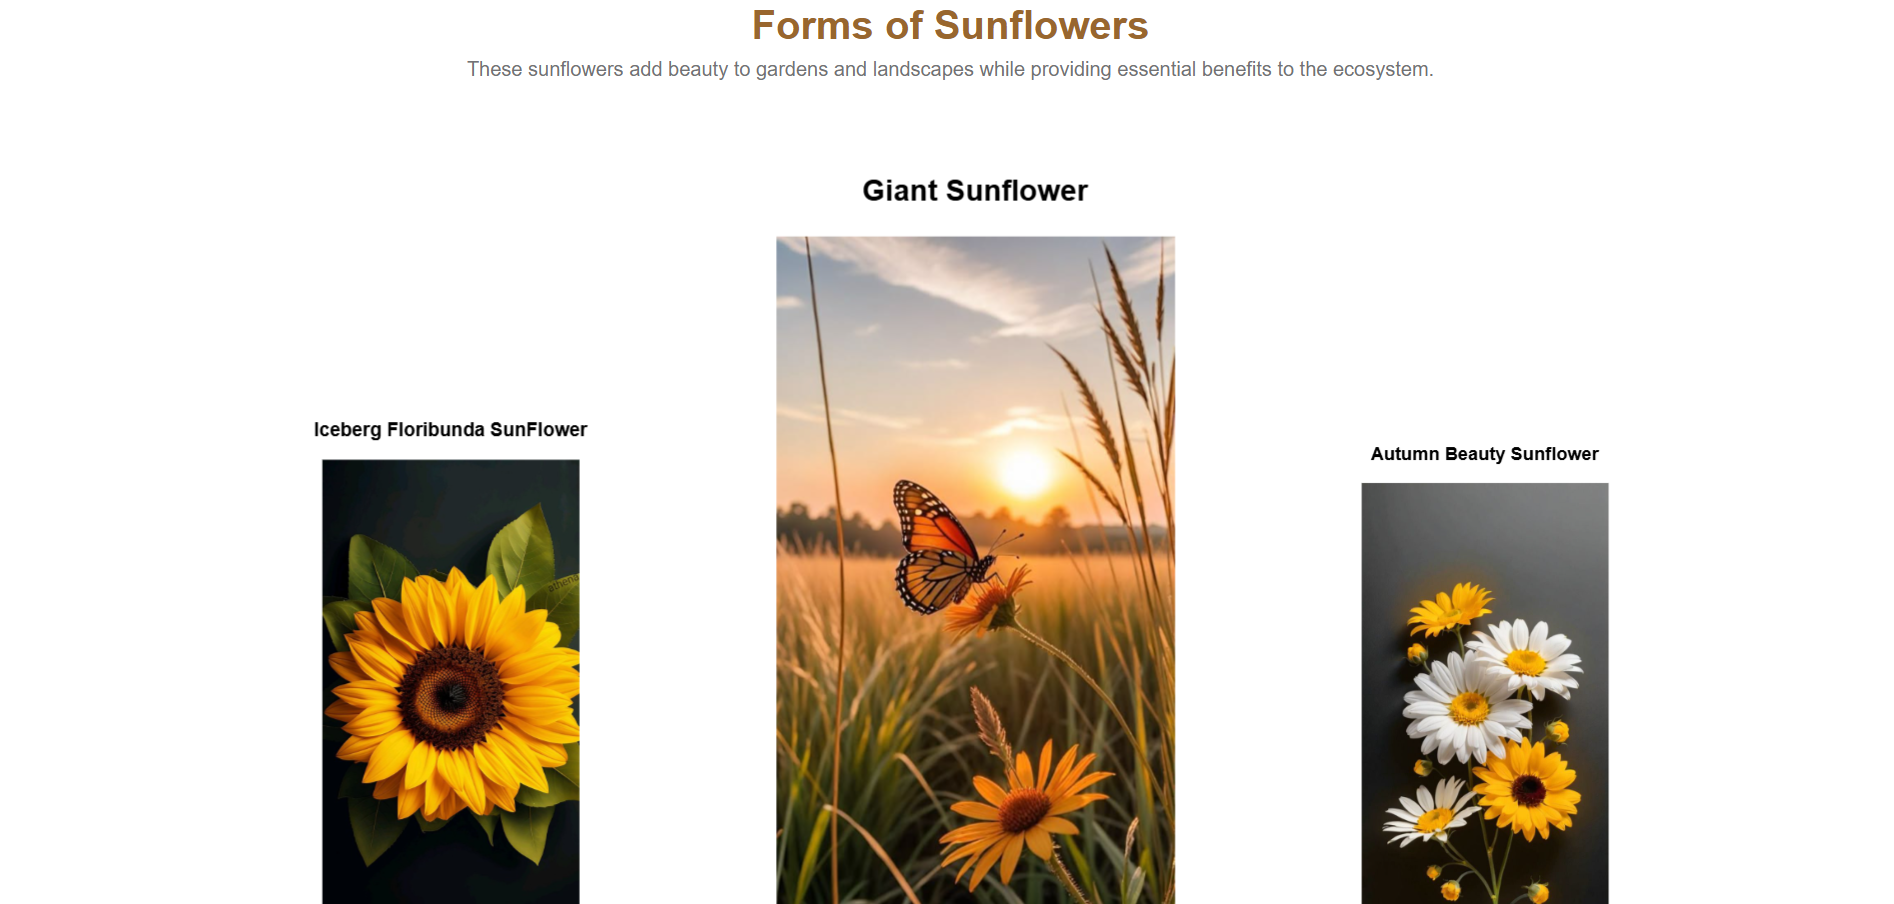 Forms of Sunflowers
These sunflowers add beauty to gardens and landscapes while providing essential benefits to the ecosystem.
Giant Sunflower
Iceberg Floribunda SunFlower
Autumn Beauty Sunflower
athena